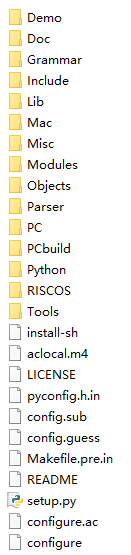 Demo
Doc
Grammar
Include
Lib
Mac
Misc
Modules
Objects
Parser
PC
PCbuild
Python
RISCOS
Tools
install-sh
aclocal.m4
LICENSE
pyconfig.h.in
config.sub
config.guess
Makefile.pre.in
README
setup.py
configure.ac
configure